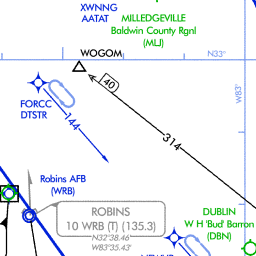 XWNNG
AATAT
MILLEDGEVILLE
Baldwin County Rgnl
(MLJ)
WOGOM
N33°
40
W83°
FORCC
DTSTR
144
314
Robins AFB
(WRB)
ROBINS
10 WRB (T) (135.3)
N32°38.46
W83°35.43'
DUBLIN
W H 'Bud' Barron
(DBN)